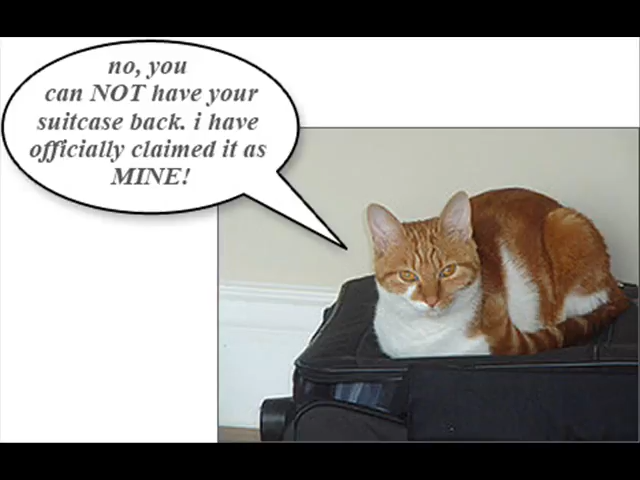 no, you
can NOT have your
suitcase back. i have
officially claimed it as
MINE!